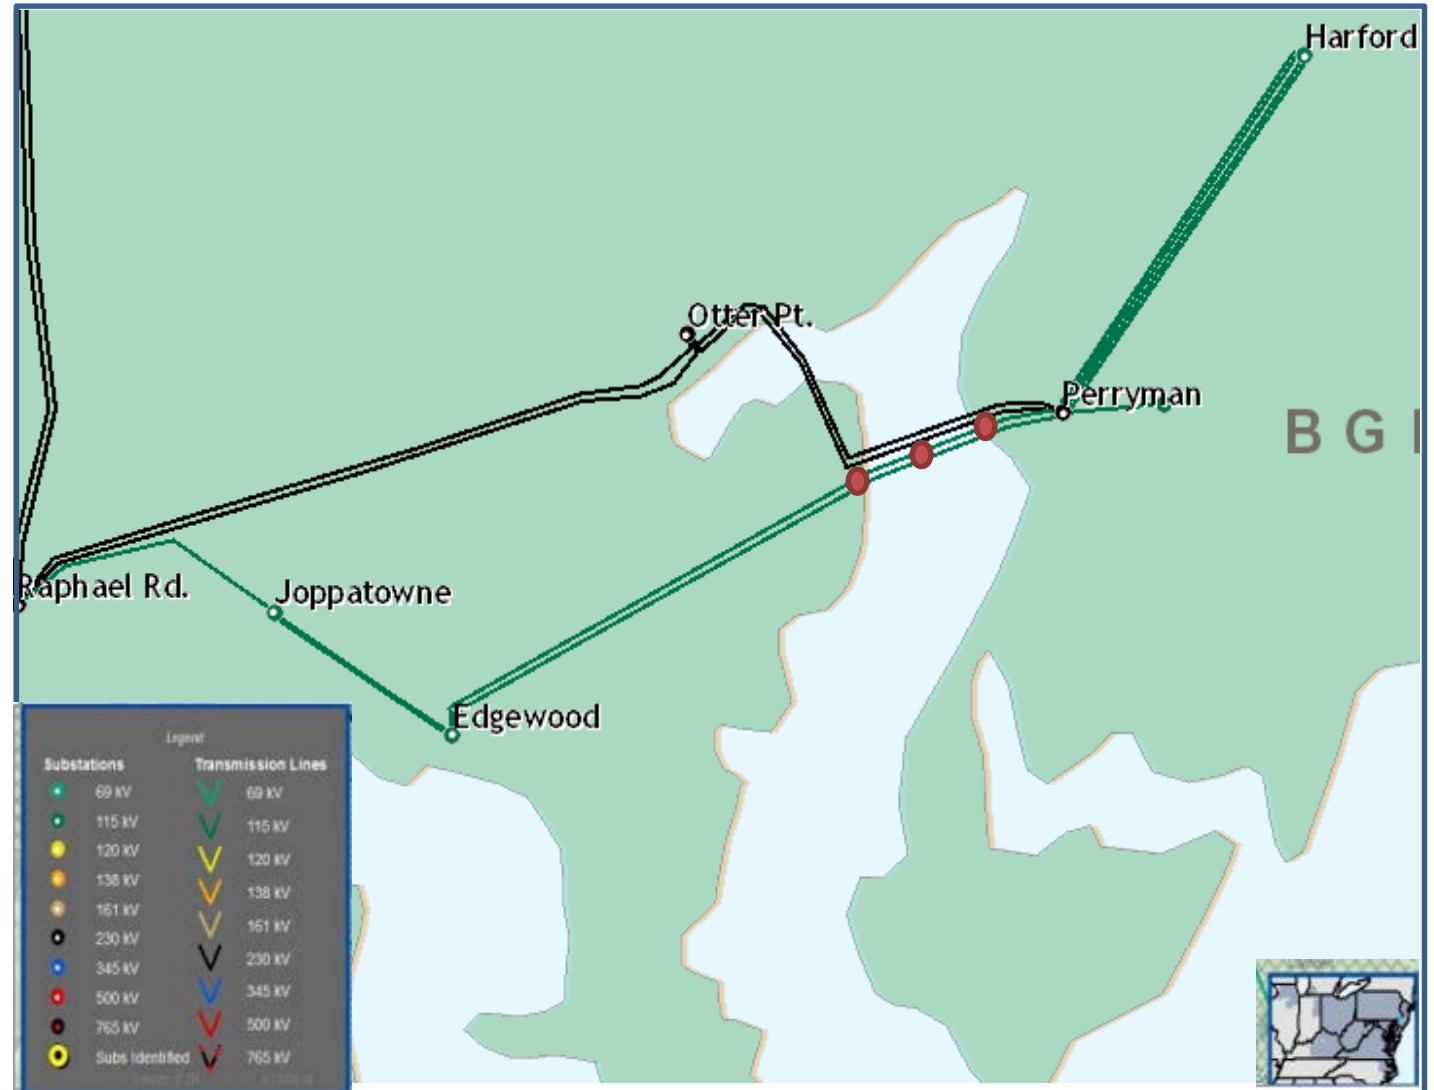 Harford
Otter Pt.
Perryman
BG
Raphael Rd.
Joppatowne
Edgewood
Legend
Substations
Transmission Lines
69 kV
69 kV
115 kV
115 kV
120 kV
120 kV
138 kV
138 kV
161 kV
161 kV
230 kV
230 kV
345 kV
345 kV
500 kV
500 kV
765 kV
765 kV
Subs Identified